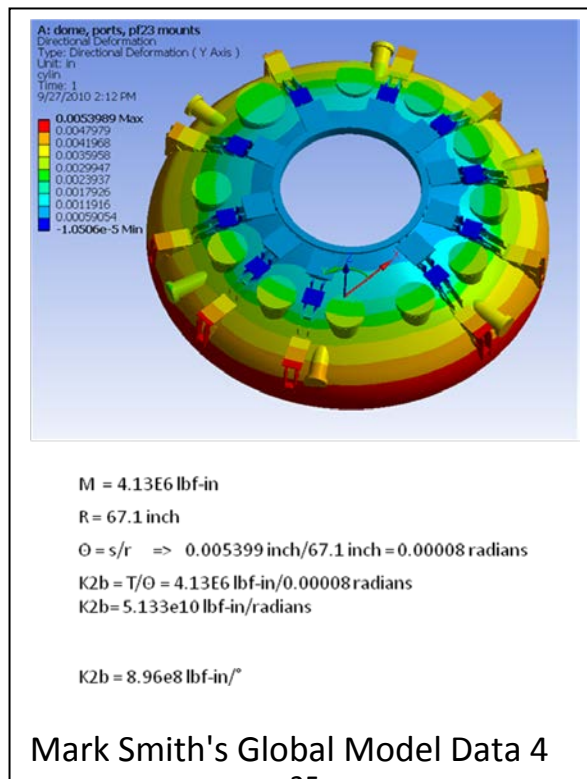 A: dome, ports, pf23 mounts
Directional Deformation
Type: Directional Deformation ( Y Axis )
Unit: in
cylin
Time: 1
9/27/2010 2:12 PM
0.0053989 Max
0.0047979
0.0041968
0.0035958
0.0029947
0.0023937
0.0017926
0.0011916
0.00059054
-1.0506e-5 Min
M = 4.13E6 lbf-in
R = 67.1 inch
Θ = s/r => 0.005399 inch/67.1 inch = 0.00008 radians
K2b = T/Θ = 4.13E6 lbf-in/0.00008 radians
K2b= 5.133e10 lbf-in/radians
K2b = 8.96e8 lbf-in/°
Mark Smith's Global Model Data 4